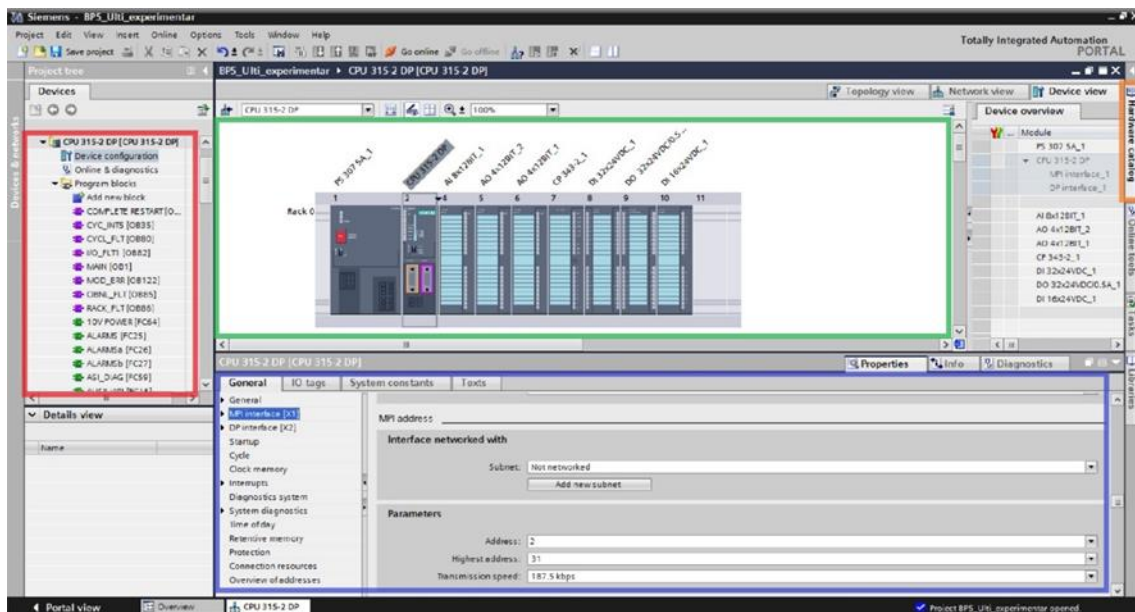 Siemens - BP5_Ulti_experimentar
Project Edit View Insert Online Options Tools Window Help
Totally Integrated Automation
PORTAL
Save project
Go online
Go offline
Project tree
BP5_Ulti_experimentar ▸ CPU 315-2 DP [CPU 315-2 DP]
Devices
Topology view
Network view
Device view
CPU 315-2 DP
100%
Device overview
Devices & networks
CPU 315-2 DP [CPU 315-2 DP]
Device configuration
Online & diagnostics
Program blocks
Add new block
COMPLETE RESTART [O...
CYC_INT5 [OB35]
CYCL_FLT [OB80]
I/O_FLT1 [OB82]
MAIN [OB1]
MOD_ERR [OB122]
OBNL_FLT [OB85]
RACK_FLT [OB86]
10V POWER [FC64]
ALARMS [FC25]
ALARMSa [FC26]
ALARMSb [FC27]
ASI_DIAG [FC59]
PS 307 5A_1
CPU 315-2 DP
AI 8x12BIT_1
AO 4x12BIT_2
AO 4x12BIT_1
CP 343-2_1
DI 32x24VDC_1
DO 32x24VDC/0.5...
DI 16x24VDC_1
1 2 4 5 6 7 8 9 10 11
Rack 0
Module
PS 307 5A_1
CPU 315-2 DP
MPI interface_1
DP interface_1
AI 8x12BIT_1
AO 4x12BIT_2
AO 4x12BIT_1
CP 343-2_1
DI 32x24VDC_1
DO 32x24VDC/0.5A_1
DI 16x24VDC_1
Hardware catalog
Online tools
Tasks
Libraries
CPU 315-2 DP [CPU 315-2 DP]
Properties
Info
Diagnostics
General
IO tags
System constants
Texts
General
MPI interface [X1]
DP interface [X2]
Startup
Cycle
Clock memory
Interrupts
Diagnostics system
System diagnostics
Time of day
Retentive memory
Protection
Connection resources
Overview of addresses
MPI address
Interface networked with
Subnet: Not networked
Add new subnet
Parameters
Address: 2
Highest address: 31
Transmission speed: 187.5 kbps
Details view
Name
Portal view
Overview
CPU 315-2 DP
Project BP5_Ulti_experimentar opened.